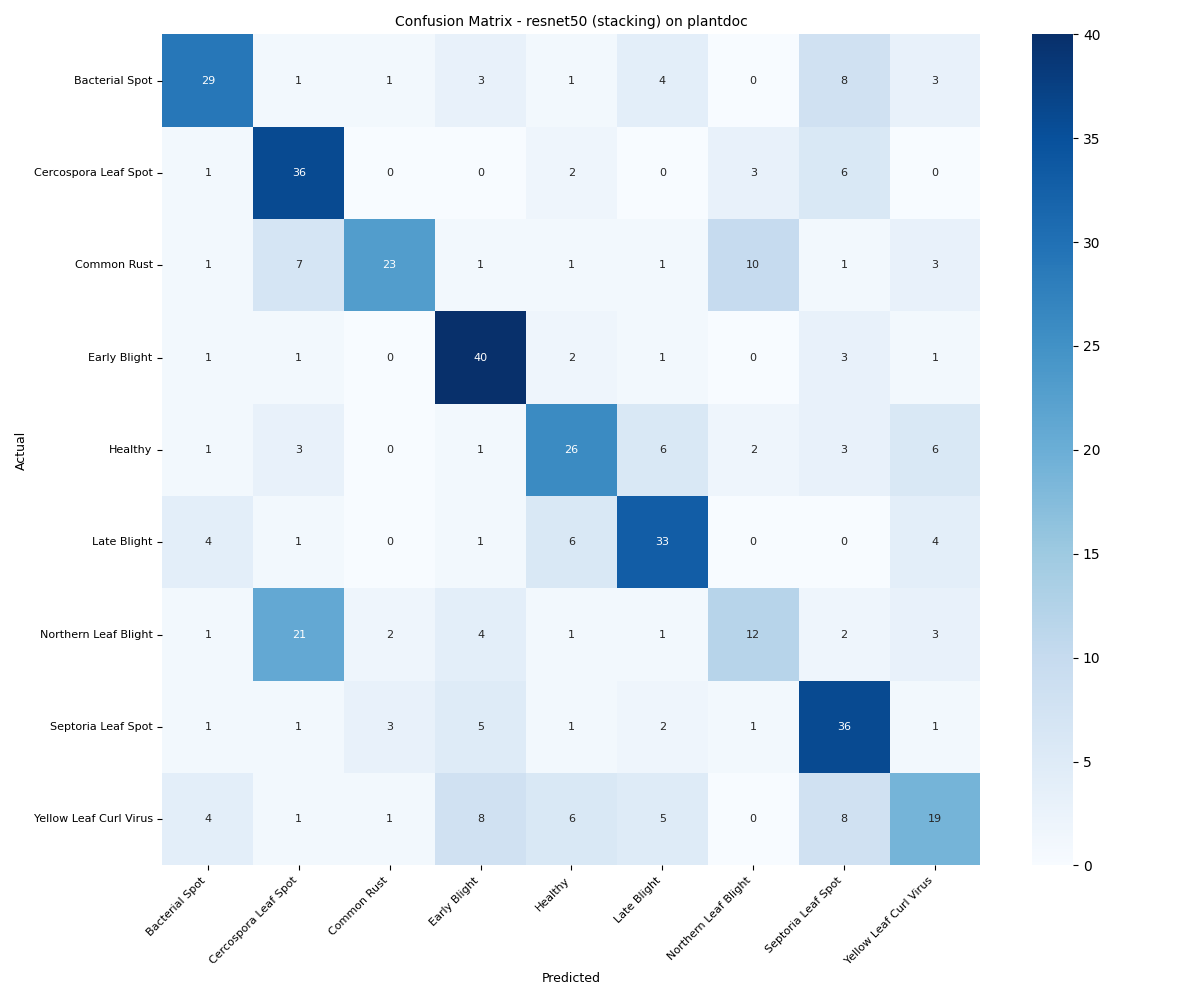 Confusion Matrix - resnet50 (stacking) on plantdoc
Actual
Bacterial Spot 29 1 1 3 1 4 0 8 3
Cercospora Leaf Spot 1 36 0 0 2 0 3 6 0
Common Rust 1 7 23 1 1 1 10 1 3
Early Blight 1 1 0 40 2 1 0 3 1
Healthy 1 3 0 1 26 6 2 3 6
Late Blight 4 1 0 1 6 33 0 0 4
Northern Leaf Blight 1 21 2 4 1 1 12 2 3
Septoria Leaf Spot 1 1 3 5 1 2 1 36 1
Yellow Leaf Curl Virus 4 1 1 8 6 5 0 8 19
Bacterial Spot
Cercospora Leaf Spot
Common Rust
Early Blight
Healthy
Late Blight
Northern Leaf Blight
Septoria Leaf Spot
Yellow Leaf Curl Virus
Predicted
40
35
30
25
20
15
10
5
0